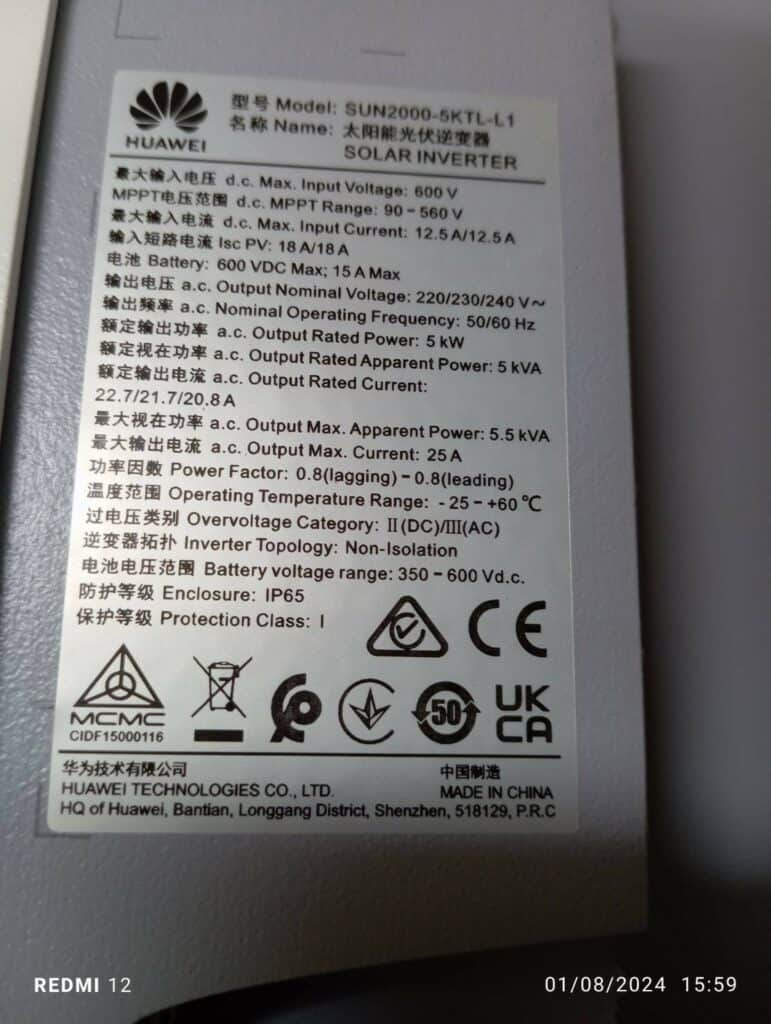 HUAWEI
型号 Model: SUN2000-5KTL-L1
名称 Name: 太阳能光伏逆变器
SOLAR INVERTER
最大输入电压 d.c. Max. Input Voltage: 600 V
MPPT电压范围 d.c. MPPT Range: 90 – 560 V
最大输入电流 d.c. Max. Input Current: 12.5 A/12.5 A
输入短路电流 Isc PV: 18 A/18 A
电池 Battery: 600 VDC Max; 15 A Max
输出电压 a.c. Output Nominal Voltage: 220/230/240 V～
输出频率 a.c. Nominal Operating Frequency: 50/60 Hz
额定输出功率 a.c. Output Rated Power: 5 kW
额定视在功率 a.c. Output Rated Apparent Power: 5 kVA
额定输出电流 a.c. Output Rated Current:
22.7/21.7/20.8 A
最大视在功率 a.c. Output Max. Apparent Power: 5.5 kVA
最大输出电流 a.c. Output Max. Current: 25 A
功率因数 Power Factor: 0.8(lagging) – 0.8(leading)
温度范围 Operating Temperature Range: - 25 – +60 ℃
过电压类别 Overvoltage Category: Ⅱ(DC)/Ⅲ(AC)
逆变器拓扑 Inverter Topology: Non-Isolation
电池电压范围 Battery voltage range: 350 – 600 Vd.c.
防护等级 Enclosure: IP65
保护等级 Protection Class: Ⅰ
CE
MCMC
CIDF15000116
50
UK
CA
华为技术有限公司
HUAWEI TECHNOLOGIES CO., LTD.
中国制造
MADE IN CHINA
HQ of Huawei, Bantian, Longgang District, Shenzhen, 518129, P.R.C
REDMI 12
01/08/2024 15:59